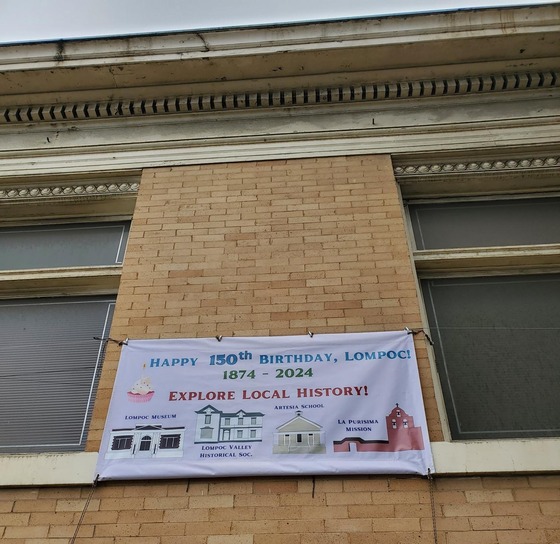 Happy 150th Birthday, Lompoc!
1874 - 2024
Explore Local History!
Lompoc Museum
Lompoc Valley
Historical Soc.
Artesia School
La Purisima
Mission